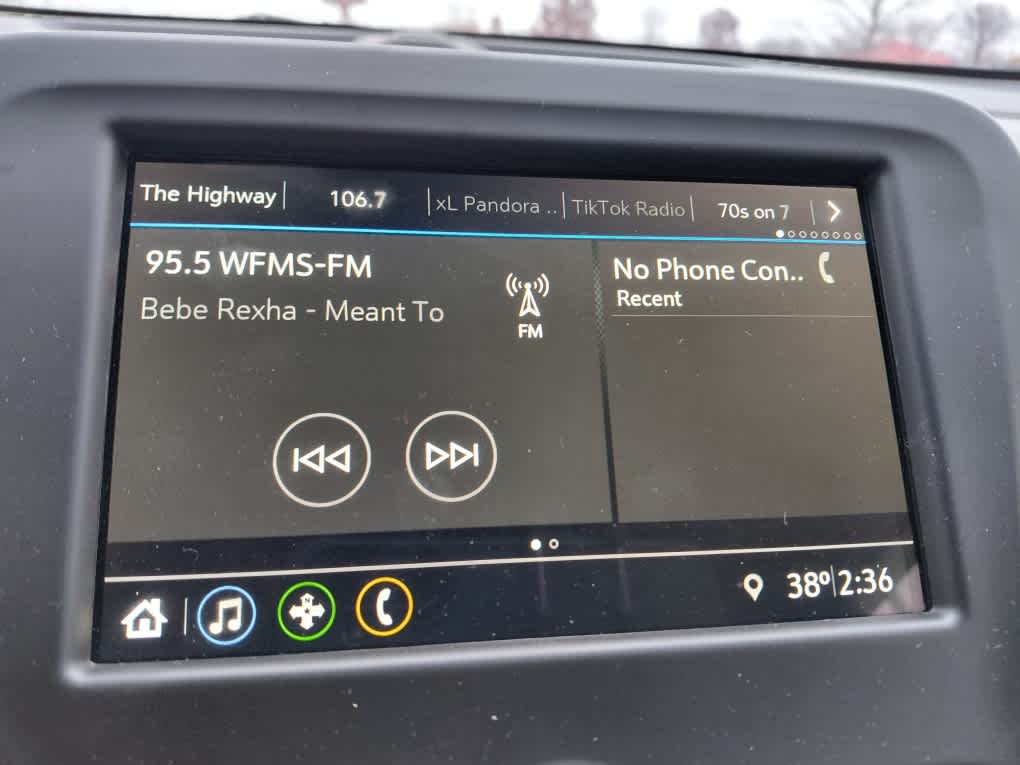 The Highway 106.7 xL Pandora .. TikTok Radio 70s on 7
95.5 WFMS-FM
Bebe Rexha - Meant To
FM
No Phone Con..
Recent
N
38° 2:36